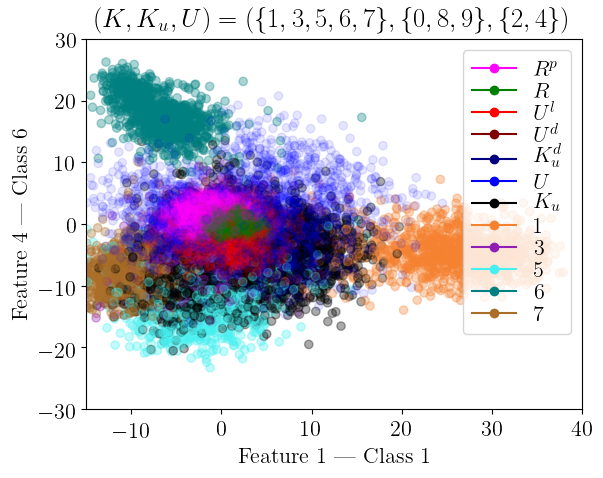 (K, K_u, U) = ({1, 3, 5, 6, 7}, {0, 8, 9}, {2, 4})
30
20
10
0
−10
−20
−30
Feature 4 — Class 6
R^p
R
U^l
U^d
K_u^d
U
K_u
1
3
5
6
7
−10
0
10
20
30
40
Feature 1 — Class 1